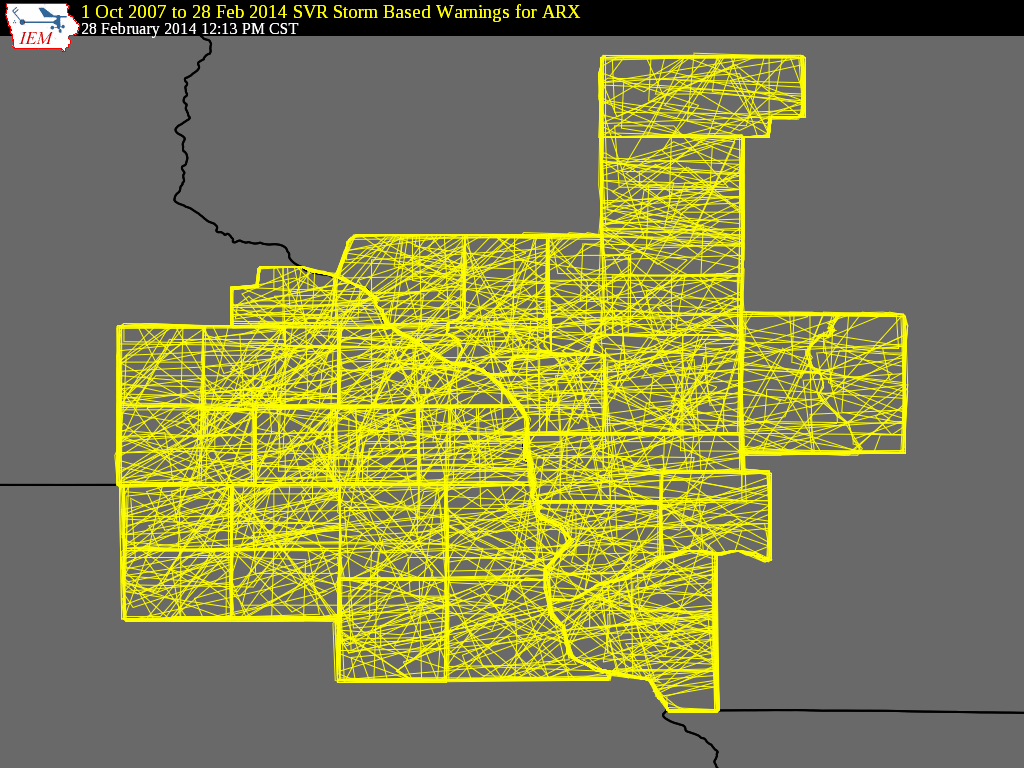 1 Oct 2007 to 28 Feb 2014 SVR Storm Based Warnings for ARX
28 February 2014 12:13 PM CST
IEM